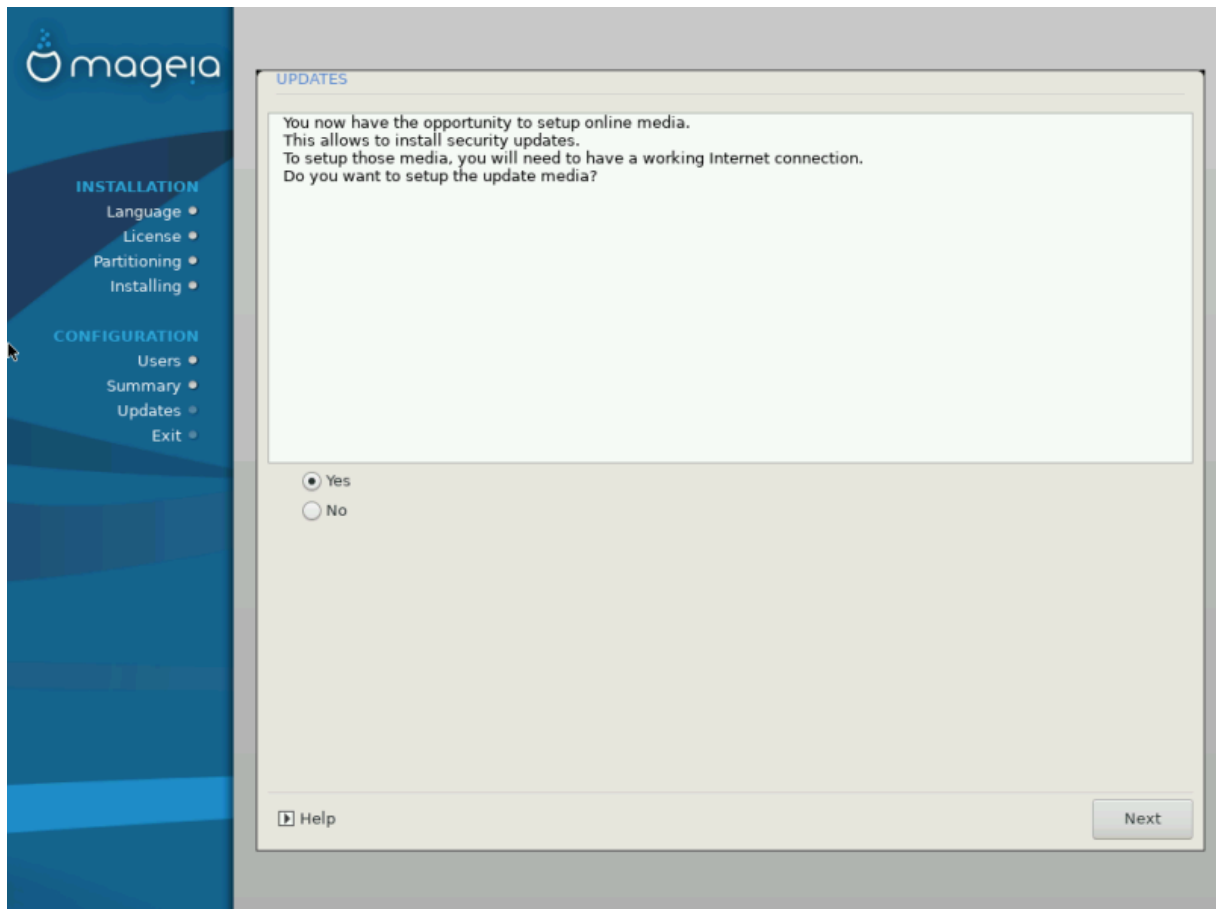 mageia
INSTALLATION
Language
License
Partitioning
Installing
CONFIGURATION
Users
Summary
Updates
Exit
UPDATES
You now have the opportunity to setup online media.
This allows to install security updates.
To setup those media, you will need to have a working Internet connection.
Do you want to setup the update media?
Yes
No
Help
Next